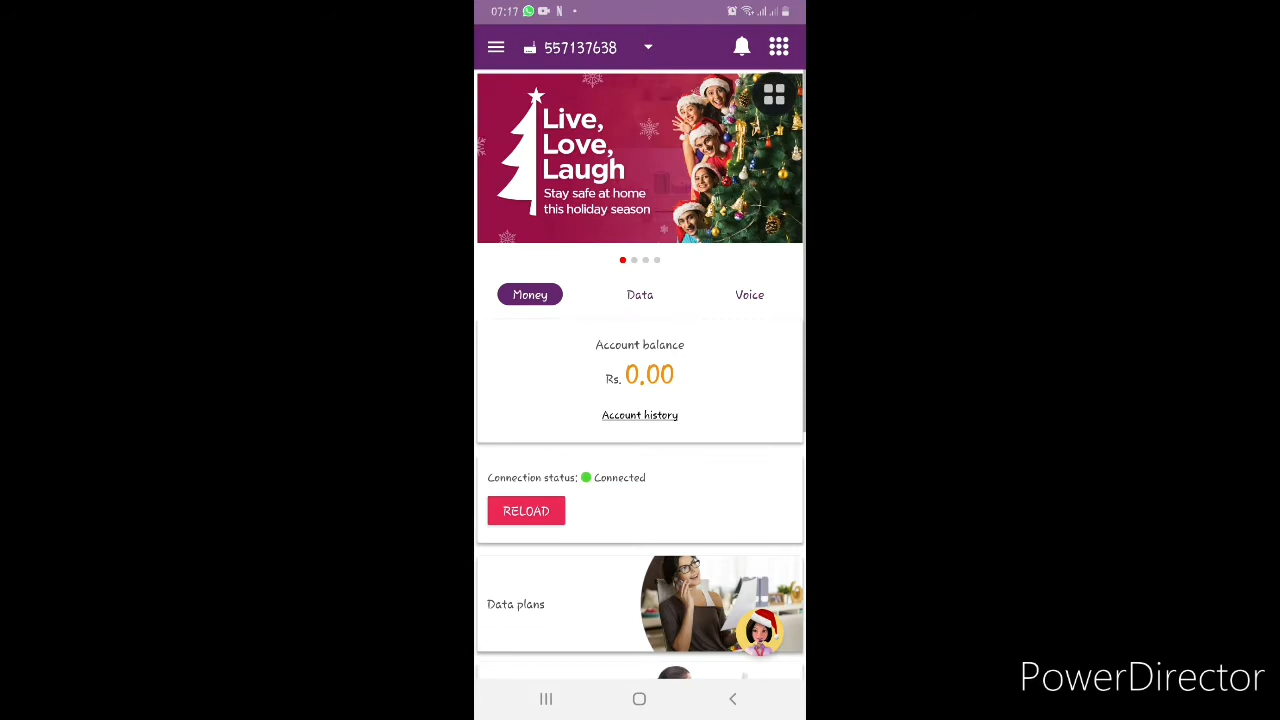 07:17
557137638
Live,
Love,
Laugh
Stay safe at home
this holiday season
Money Data Voice
Account balance
Rs. 0.00
Account history
Connection status: Connected
RELOAD
Data plans
PowerDirector